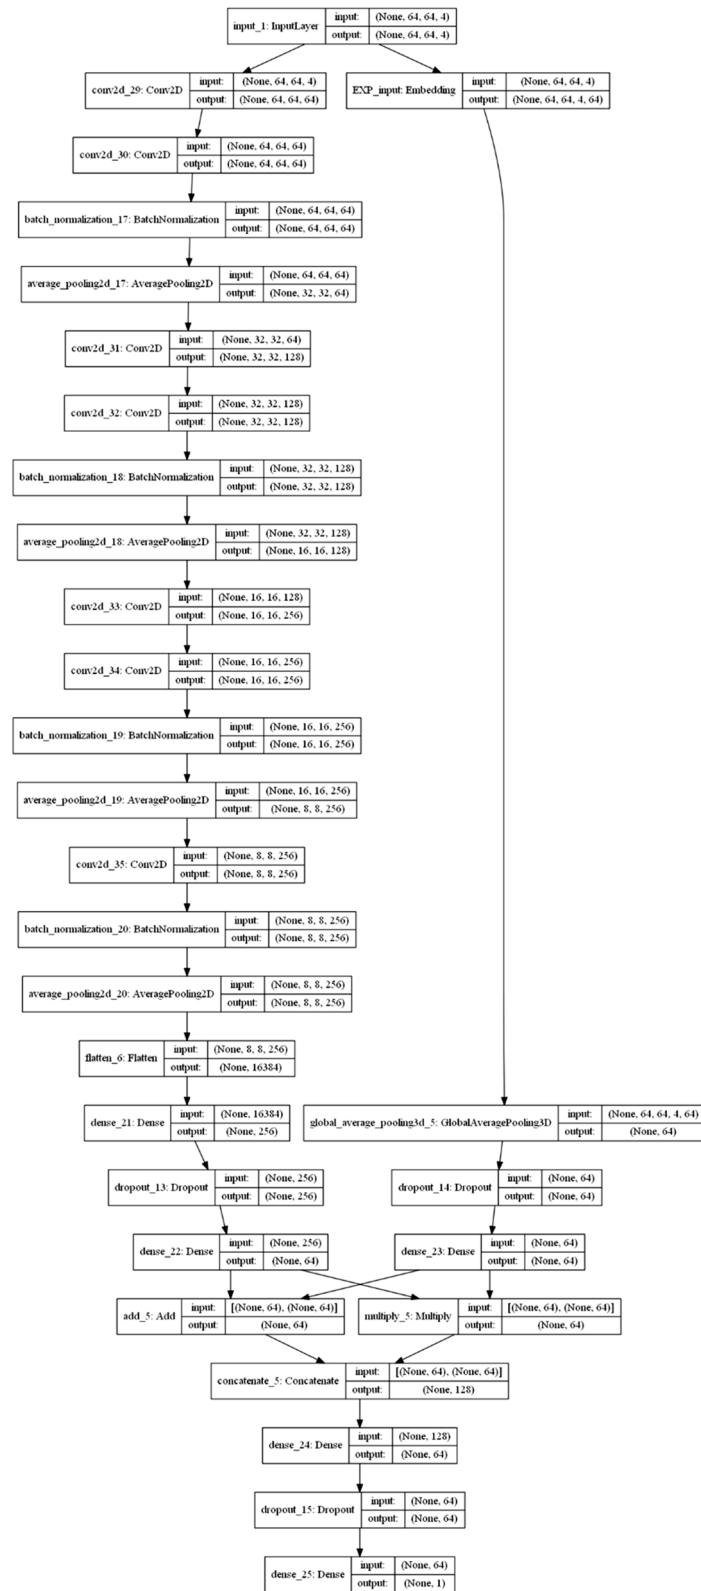 input_1: InputLayer input: (None, 64, 64, 4)
output: (None, 64, 64, 4)
conv2d_29: Conv2D input: (None, 64, 64, 4)
output: (None, 64, 64, 64)
EXP_input: Embedding input: (None, 64, 64, 4)
output: (None, 64, 64, 4, 64)
conv2d_30: Conv2D input: (None, 64, 64, 64)
output: (None, 64, 64, 64)
batch_normalization_17: BatchNormalization input: (None, 64, 64, 64)
output: (None, 64, 64, 64)
average_pooling2d_17: AveragePooling2D input: (None, 64, 64, 64)
output: (None, 32, 32, 64)
conv2d_31: Conv2D input: (None, 32, 32, 64)
output: (None, 32, 32, 128)
conv2d_32: Conv2D input: (None, 32, 32, 128)
output: (None, 32, 32, 128)
batch_normalization_18: BatchNormalization input: (None, 32, 32, 128)
output: (None, 32, 32, 128)
average_pooling2d_18: AveragePooling2D input: (None, 32, 32, 128)
output: (None, 16, 16, 128)
conv2d_33: Conv2D input: (None, 16, 16, 128)
output: (None, 16, 16, 256)
conv2d_34: Conv2D input: (None, 16, 16, 256)
output: (None, 16, 16, 256)
batch_normalization_19: BatchNormalization input: (None, 16, 16, 256)
output: (None, 16, 16, 256)
average_pooling2d_19: AveragePooling2D input: (None, 16, 16, 256)
output: (None, 8, 8, 256)
conv2d_35: Conv2D input: (None, 8, 8, 256)
output: (None, 8, 8, 256)
batch_normalization_20: BatchNormalization input: (None, 8, 8, 256)
output: (None, 8, 8, 256)
average_pooling2d_20: AveragePooling2D input: (None, 8, 8, 256)
output: (None, 8, 8, 256)
flatten_6: Flatten input: (None, 8, 8, 256)
output: (None, 16384)
dense_21: Dense input: (None, 16384)
output: (None, 256)
global_average_pooling3d_5: GlobalAveragePooling3D input: (None, 64, 64, 4, 64)
output: (None, 64)
dropout_13: Dropout input: (None, 256)
output: (None, 256)
dropout_14: Dropout input: (None, 64)
output: (None, 64)
dense_22: Dense input: (None, 256)
output: (None, 64)
dense_23: Dense input: (None, 64)
output: (None, 64)
add_5: Add input: [(None, 64), (None, 64)]
output: (None, 64)
multiply_5: Multiply input: [(None, 64), (None, 64)]
output: (None, 64)
concatenate_5: Concatenate input: [(None, 64), (None, 64)]
output: (None, 128)
dense_24: Dense input: (None, 128)
output: (None, 64)
dropout_15: Dropout input: (None, 64)
output: (None, 64)
dense_25: Dense input: (None, 64)
output: (None, 1)